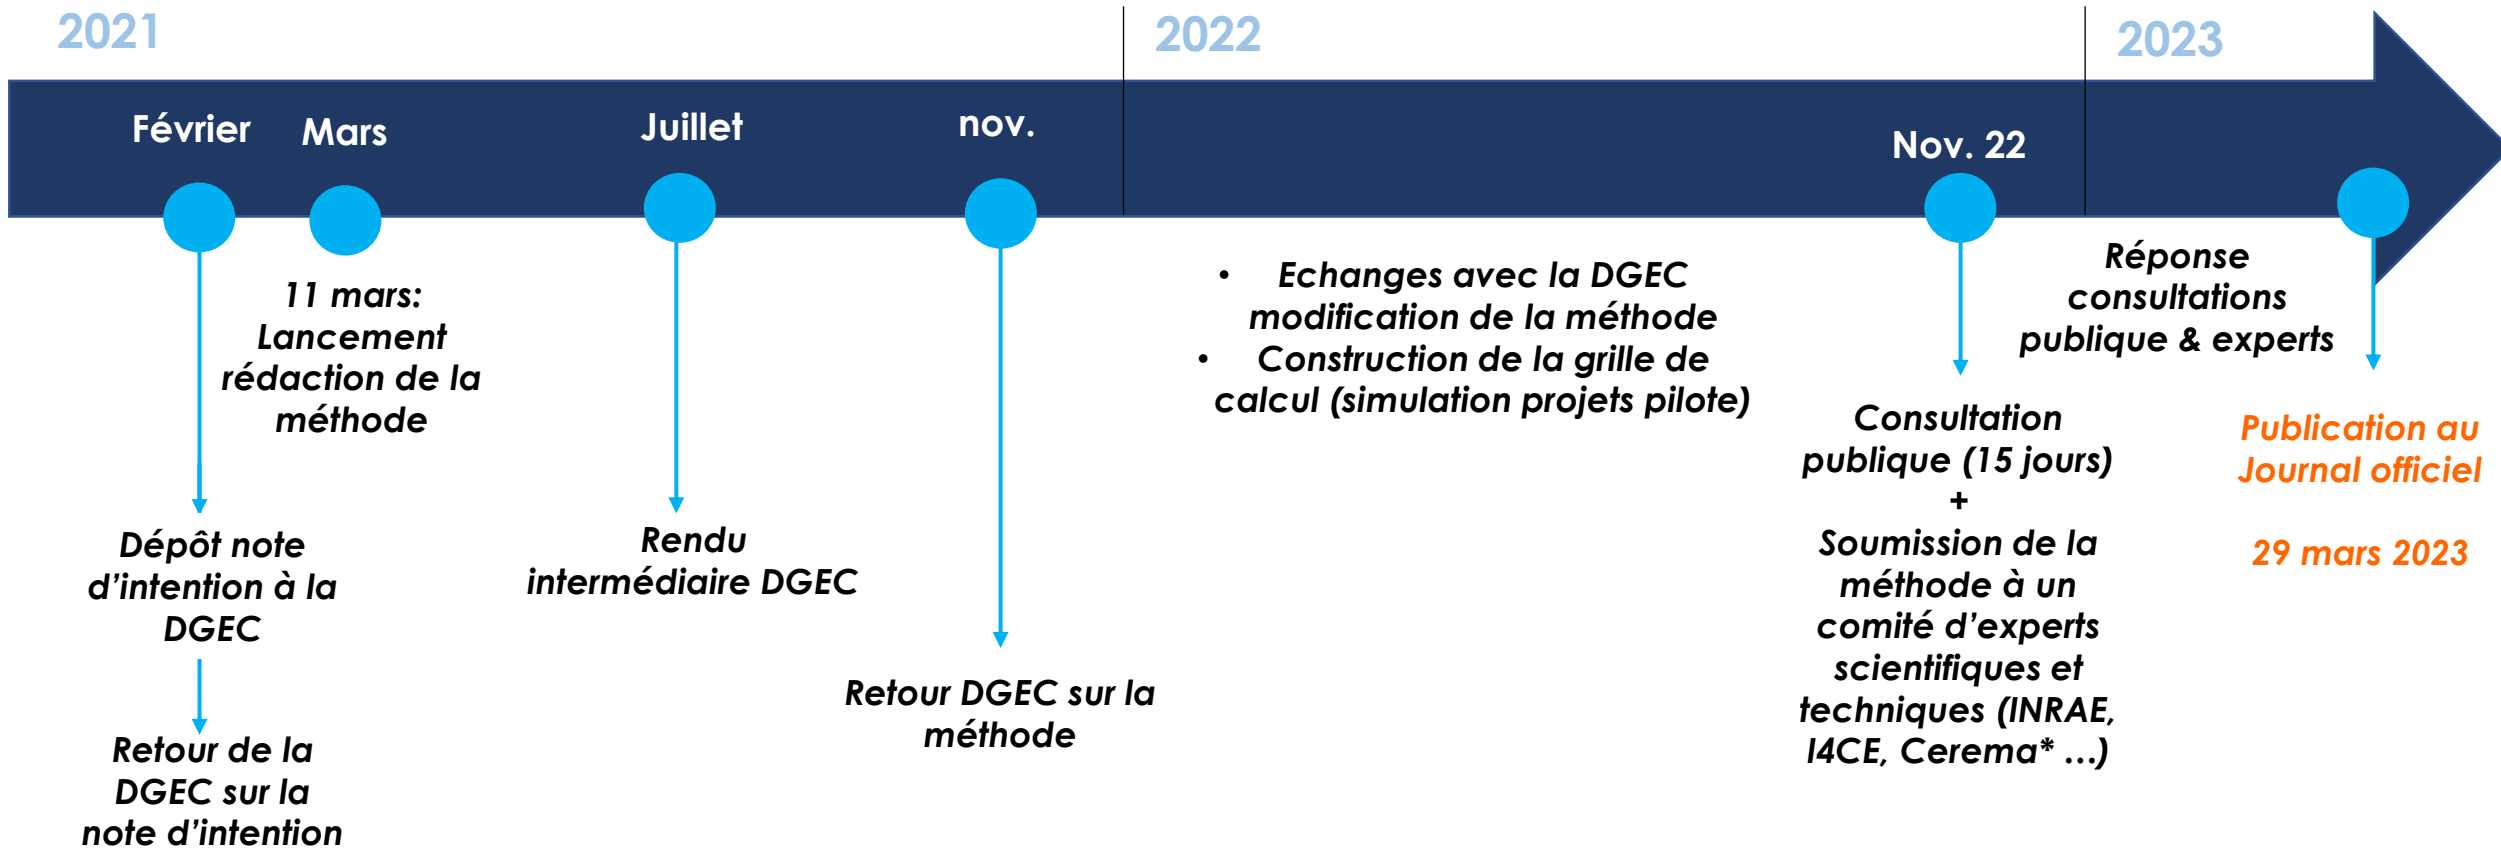 2021
2022
2023
Février
Mars
Juillet
nov.
Nov. 22
11 mars:
Lancement
rédaction de la
méthode
Dépôt note
d'intention à la
DGEC
Retour de la
DGEC sur la
note d'intention
Rendu
intermédiaire DGEC
Retour DGEC sur la
méthode
• Echanges avec la DGEC
modification de la méthode
• Construction de la grille de
calcul (simulation projets pilote)
Consultation
publique (15 jours)
+
Soumission de la
méthode à un
comité d'experts
scientifiques et
techniques (INRAE,
I4CE, Cerema* …)
Réponse
consultations
publique & experts
Publication au
Journal officiel
29 mars 2023